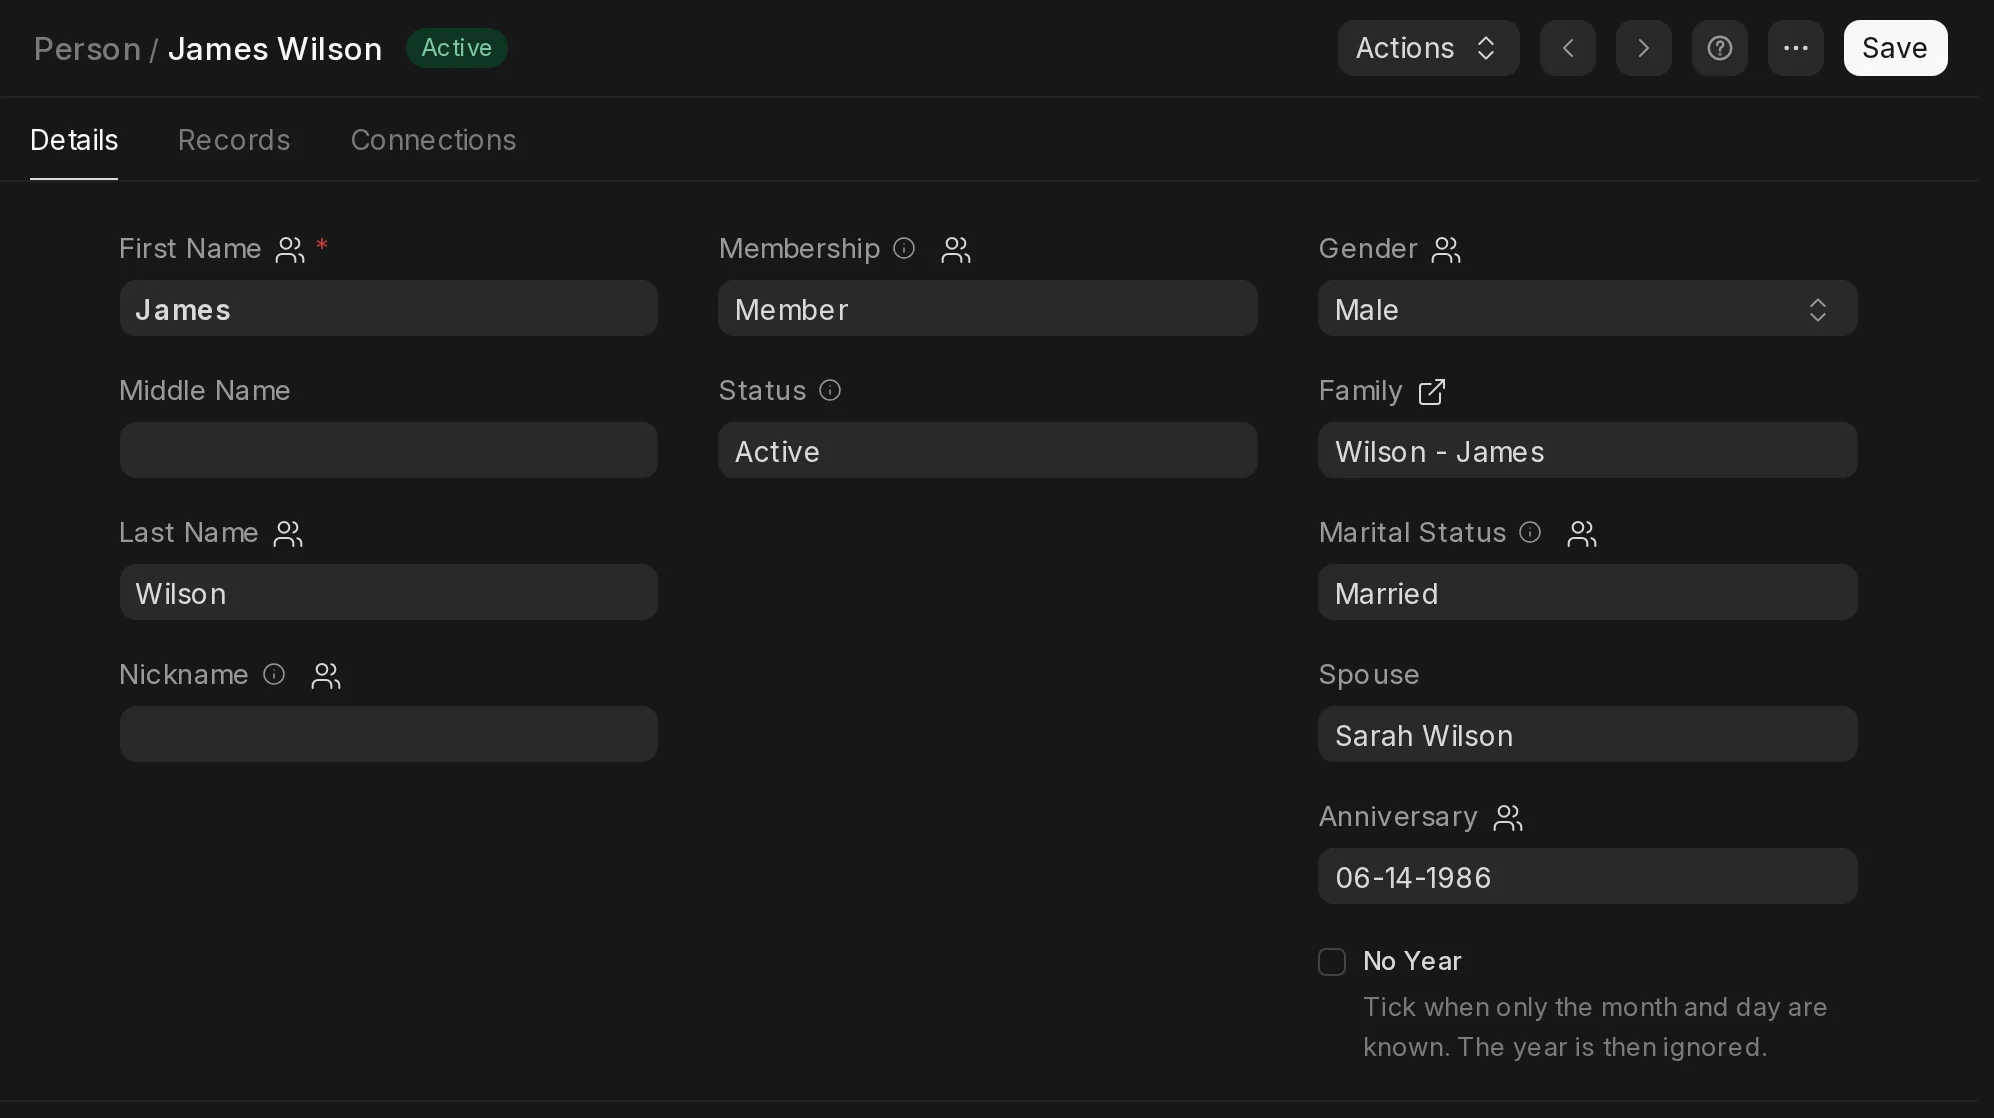 Person / James Wilson Active Actions Save
Details Records Connections
First Name *
James
Middle Name
Last Name
Wilson
Nickname
Membership
Member
Status
Active
Gender
Male
Family
Wilson - James
Marital Status
Married
Spouse
Sarah Wilson
Anniversary
06-14-1986
No Year
Tick when only the month and day are
known. The year is then ignored.